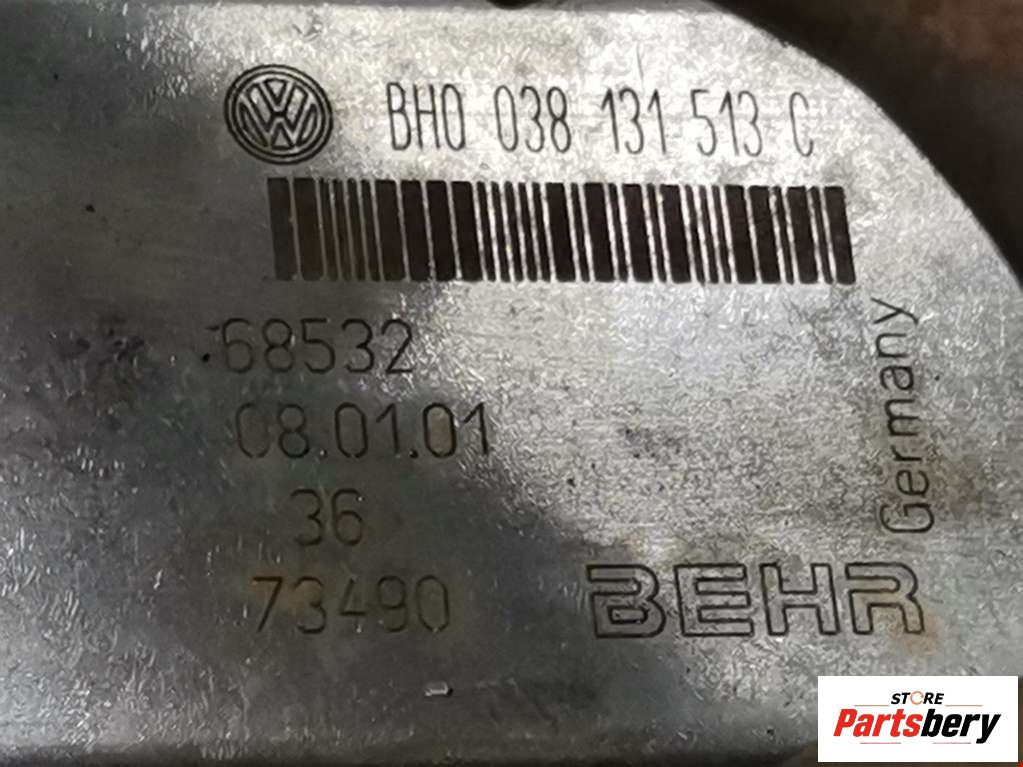 BH0 038 131 513 C
68532
08.01.01
36
73490
BEHR
Germany
STORE
Partsbery